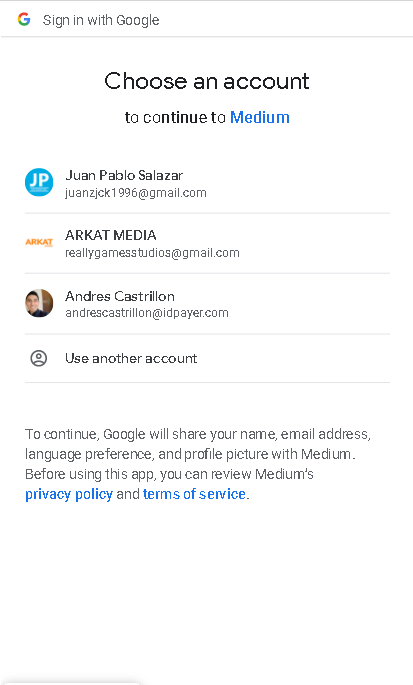 Sign in with Google
Choose an account
to continue to Medium
JP
Juan Pablo Salazar
juanzjck1996@gmail.com
ARKAT
ARKAT MEDIA
reallygamesstudios@gmail.com
Andres Castrillon
andrescastrillon@idpayer.com
Use another account
To continue, Google will share your name, email address,
language preference, and profile picture with Medium.
Before using this app, you can review Medium's
privacy policy and terms of service.